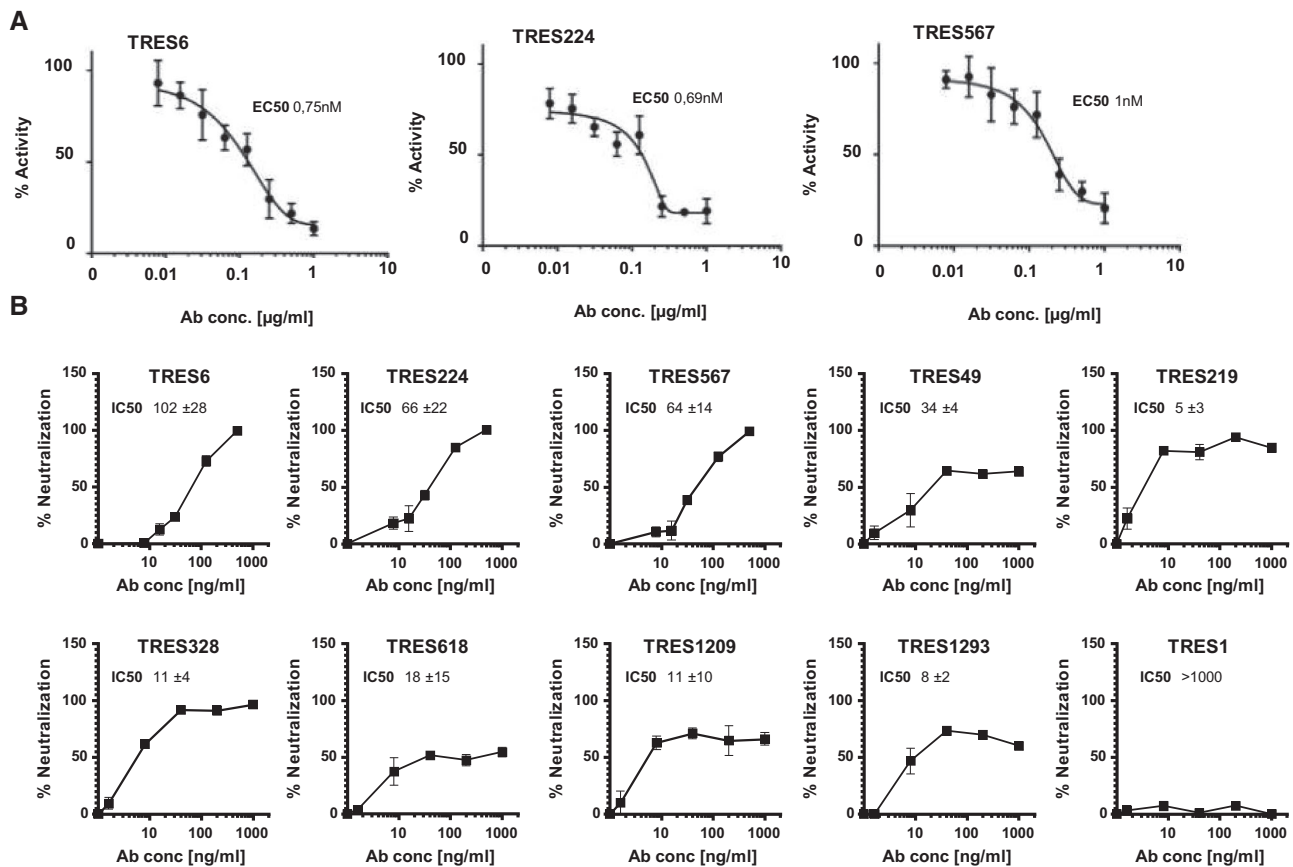 A
TRES6
TRES224
TRES567
100
50
0
% Activity
EC50 0,75nM
0
0.01
0.1
1
10
Ab conc. [µg/ml]
100
50
0
% Activity
EC50 0,69nM
0
0.01
0.1
1
10
Ab conc. [µg/ml]
100
50
0
% Activity
EC50 1nM
0
0.01
0.1
1
10
Ab conc. [µg/ml]
B
TRES6
IC50 102 ±28
150
100
50
0
% Neutralization
10 100 1000
Ab conc [ng/ml]
TRES224
IC50 66 ±22
150
100
50
0
% Neutralization
10 100 1000
Ab conc [ng/ml]
TRES567
IC50 64 ±14
150
100
50
0
% Neutralization
10 100 1000
Ab conc [ng/ml]
TRES49
IC50 34 ±4
150
100
50
0
% Neutralization
10 100 1000
Ab conc [ng/ml]
TRES219
IC50 5 ±3
150
100
50
0
% Neutralization
10 100 1000
Ab conc [ng/ml]
TRES328
IC50 11 ±4
150
100
50
0
% Neutralization
10 100 1000
Ab conc [ng/ml]
TRES618
IC50 18 ±15
150
100
50
0
% Neutralization
10 100 1000
Ab conc [ng/ml]
TRES1209
IC50 11 ±10
150
100
50
0
% Neutralization
10 100 1000
Ab conc [ng/ml]
TRES1293
IC50 8 ±2
150
100
50
0
% Neutralization
10 100 1000
Ab conc [ng/ml]
TRES1
IC50 >1000
150
100
50
0
% Neutralization
10 100 1000
Ab conc [ng/ml]